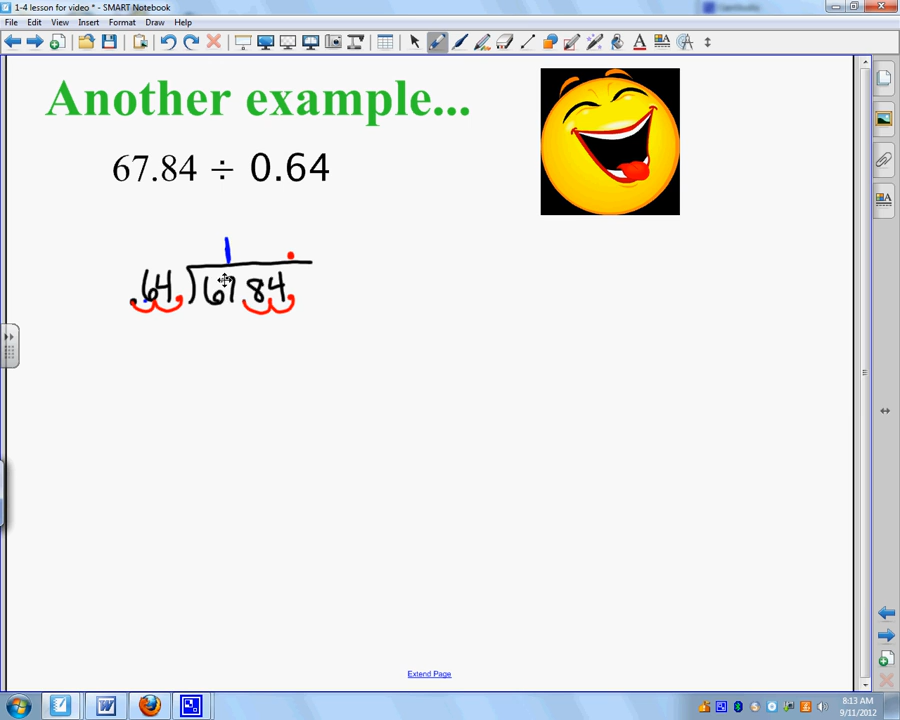 1-4 lesson for video * - SMART Notebook
File Edit View Insert Format Draw Help
Another example...
67.84 ÷ 0.64
1 .
.64. ) 67 84.
Extend Page
8:13 AM
9/11/2012